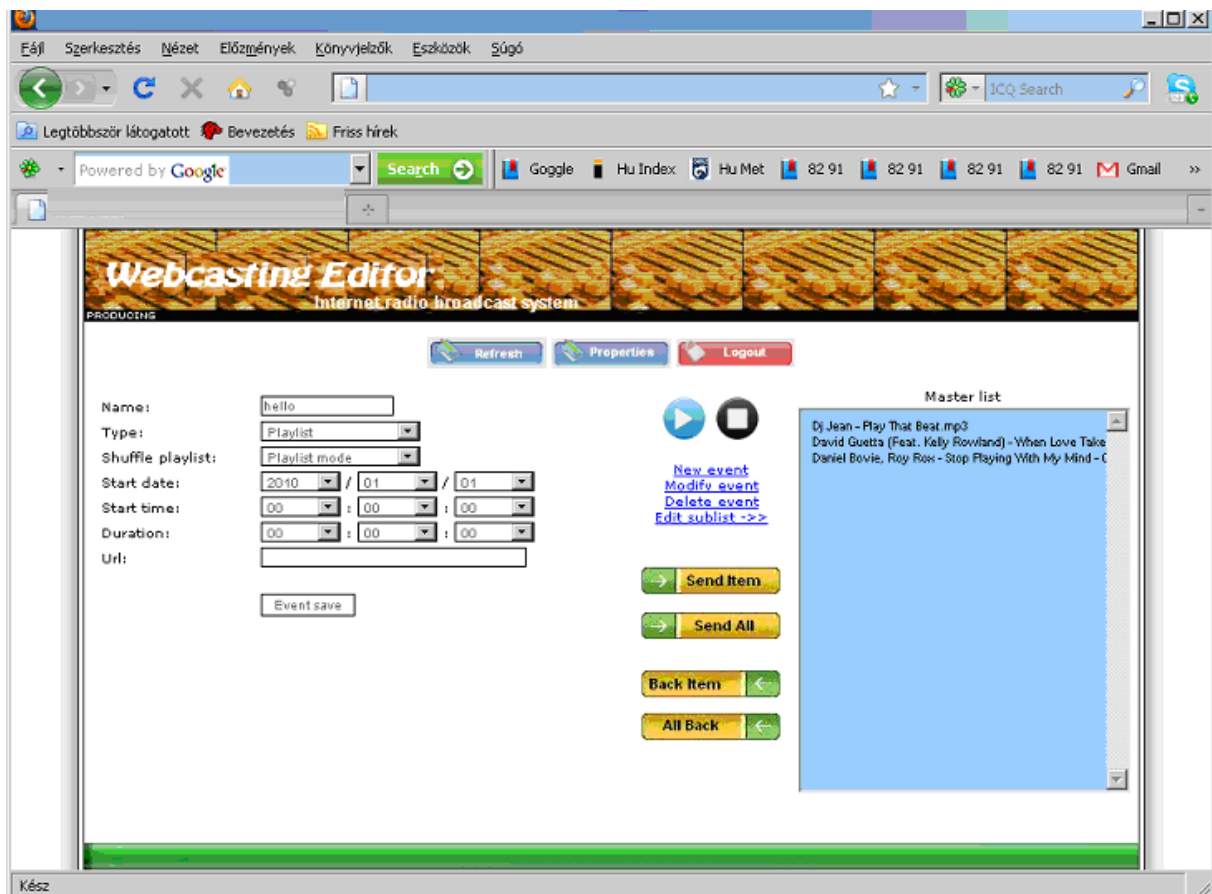 Fájl Szerkesztés Nézet Előzmények Könyvjelzők Eszközök Súgó
ICQ Search
Legtöbbször látogatott Bevezetés Friss hírek
Powered by Google Search Goggle Hu Index Hu Met 82 91 82 91 82 91 82 91 Gmail »
Webcasting Editor
Internet radio broadcast system
PRODUCING
Refresh Properties Logout
Master list
Name: hello
Type: Playlist
Shuffle playlist: Playlist mode
Start date: 2010 / 01 / 01
Start time: 00 : 00 : 00
Duration: 00 : 00 : 00
Url:
Event save
New event
Modify event
Delete event
Edit sublist ->>
Send Item
Send All
Back Item
All Back
Dj Jean - Play That Beat.mp3
David Guetta (Feat. Kelly Rowland) - When Love Take
Daniel Bovie, Roy Rox - Stop Playing With My Mind - C
Kész